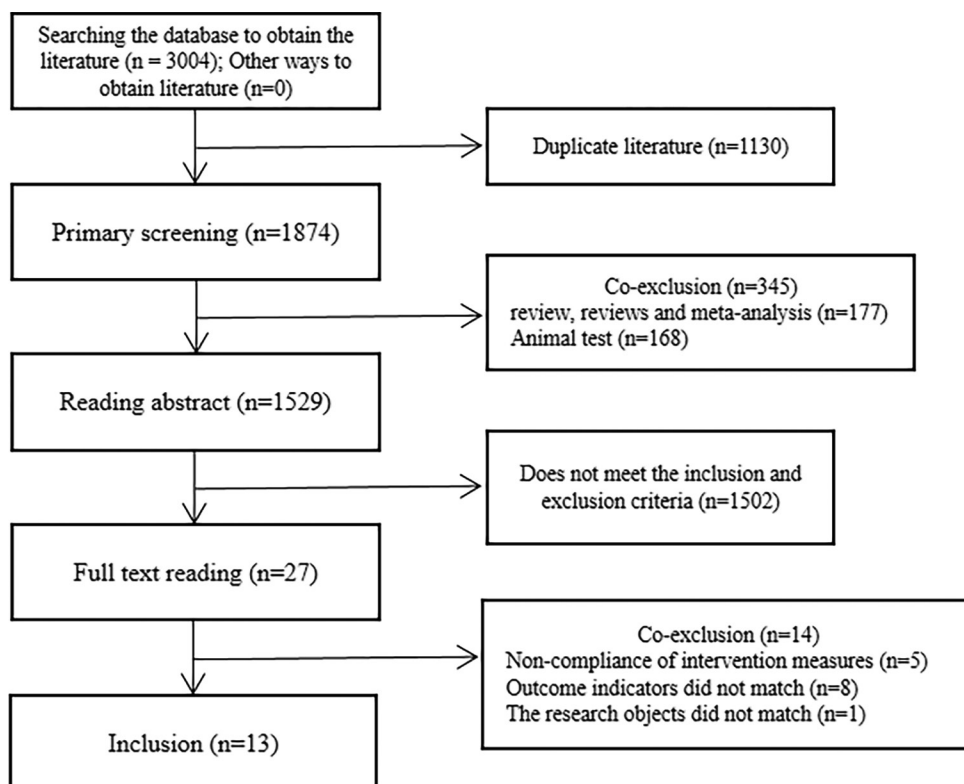 Searching the database to obtain the
literature (n = 3004); Other ways to
obtain literature (n=0)
Duplicate literature (n=1130)
Primary screening (n=1874)
Co-exclusion (n=345)
review, reviews and meta-analysis (n=177)
Animal test (n=168)
Reading abstract (n=1529)
Does not meet the inclusion and
exclusion criteria (n=1502)
Full text reading (n=27)
Co-exclusion (n=14)
Non-compliance of intervention measures (n=5)
Outcome indicators did not match (n=8)
The research objects did not match (n=1)
Inclusion (n=13)